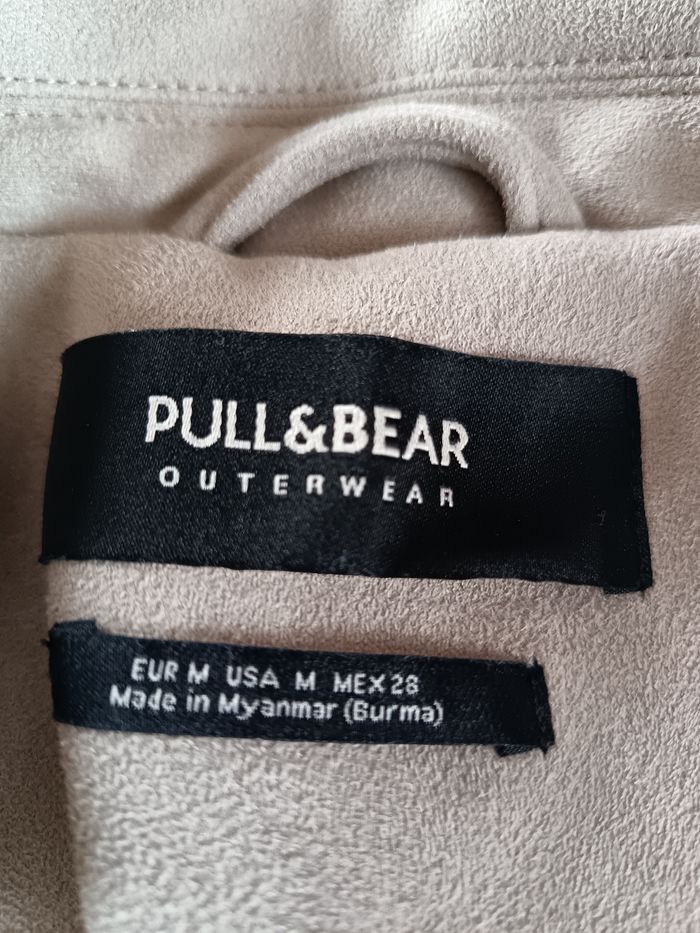 PULL&BEAR
OUTERWEAR
EUR M USA M MEX 28
Made in Myanmar (Burma)